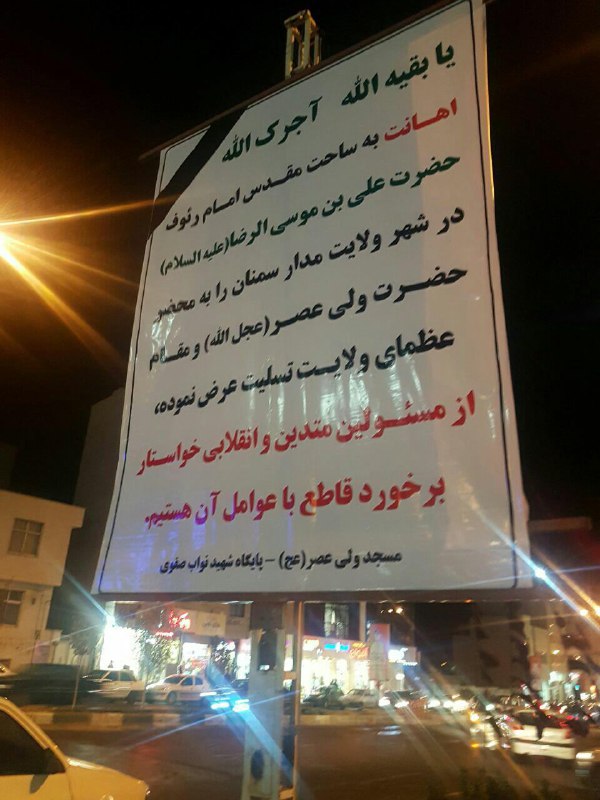 یا بقیه الله آجرک الله
اهانت به ساحت مقدس امام رئوف
حضرت علی بن موسی الرضا(علیه السلام)
در شهر ولایت مدار سمنان را به محضر
حضرت ولی عصر(عجل الله) و مقام
عظمای ولایت تسلیت عرض نموده،
از مسئولین متدین و انقلابی خواستار
برخورد قاطع با عوامل آن هستیم.
مسجد ولی عصر(عج) - پایگاه شهید نواب صفوی